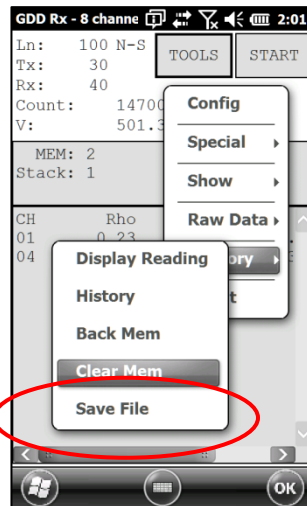 GDD Rx - 8 channe 2:01
Ln: 100 N-S
TOOLS START
Tx: 30
Rx: 40
Count: 14700
V: 501.3
MEM: 2
Stack: 1
Config
Special
Show
Raw Data
ory
t
CH Rho
01 0.23
04
Display Reading
History
Back Mem
Clear Mem
Save File
OK